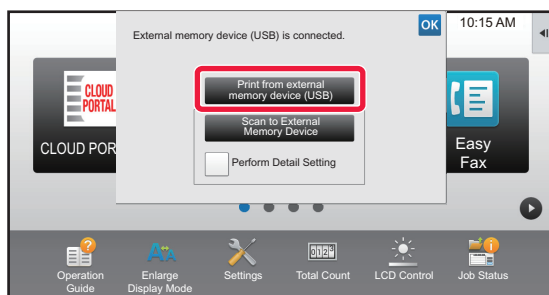 External memory device (USB) is connected.
OK
10:15 AM
Print from external
memory device (USB)
Scan to External
Memory Device
Perform Detail Setting
CLOUD
PORTAL
CLOUD POR
Easy
Fax
Operation
Guide
Enlarge
Display Mode
Settings
Total Count
LCD Control
Job Status